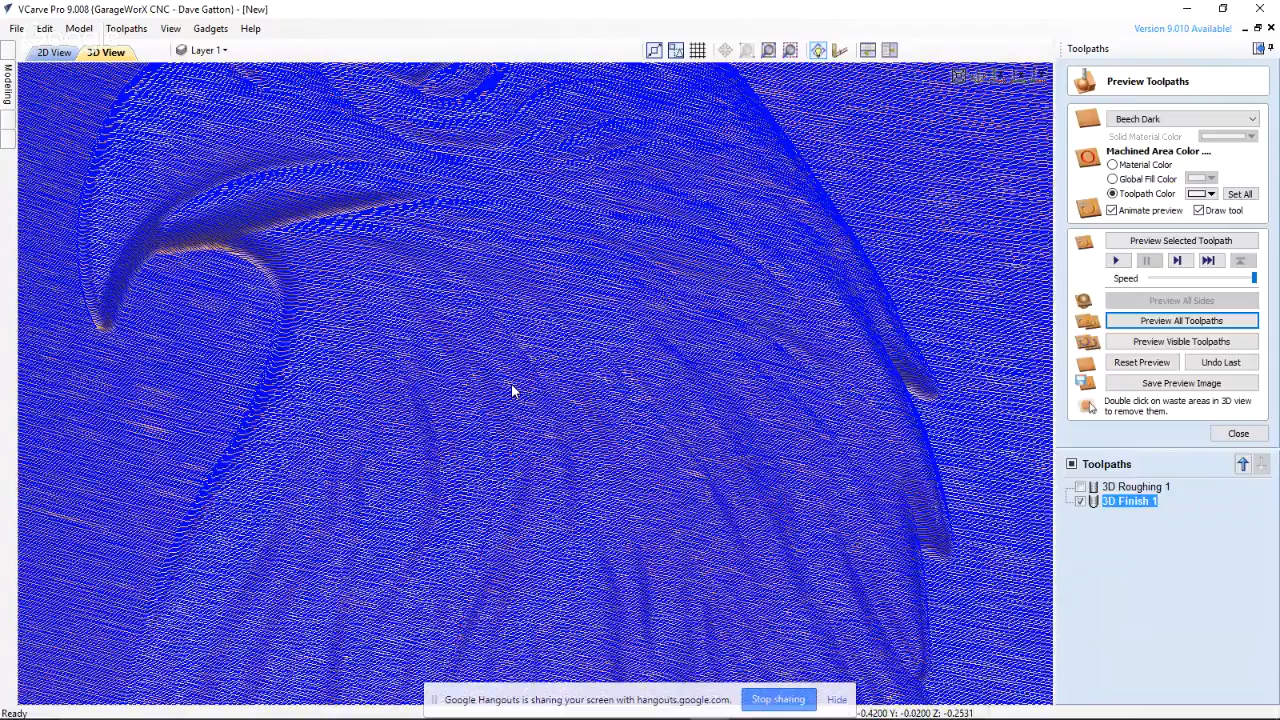 VCarve Pro 9.008 {GarageWorX CNC - Dave Gatton} - [New]
File Edit Model Toolpaths View Gadgets Help
Version 9.010 Available!
2D View 3D View Layer 1
Toolpaths
Modeling
Preview Toolpaths
Beech Dark
Solid Material Color
Machined Area Color ....
Material Color
Global Fill Color
Toolpath Color Set All
Animate preview Draw tool
Preview Selected Toolpath
Speed
Preview All Sides
Preview All Toolpaths
Preview Visible Toolpaths
Reset Preview Undo Last
Save Preview Image
Double click on waste areas in 3D view
to remove them.
Close
Toolpaths
3D Roughing 1
3D Finish 1
Google Hangouts is sharing your screen with hangouts.google.com. Stop sharing Hide
Ready
-0.4200 Y: -0.0200 Z: -0.2531